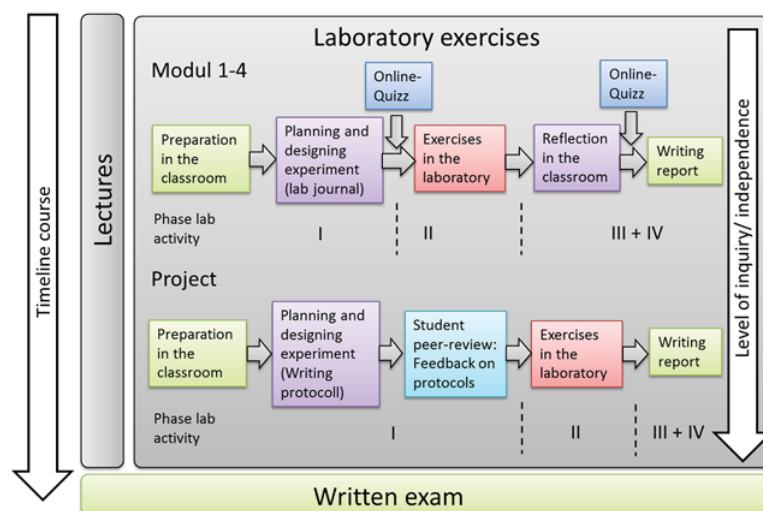 Laboratory exercises
Modul 1-4
Online-
Quizz
Online-
Quizz
Preparation
in the
classroom
Planning and
designing
experiment
(lab journal)
Exercises
in the
laboratory
Reflection
in the
classroom
Writing
report
Phase lab
activity
I
II
III + IV
Project
Preparation
in the
classroom
Planning and
designing
experiment
(Writing
protocoll)
Student
peer-review:
Feedback on
protocols
Exercises
in the
laboratory
Writing
report
Phase lab
activity
I
II
III + IV
Timeline course
Lectures
Level of inquiry/ independence
Written exam